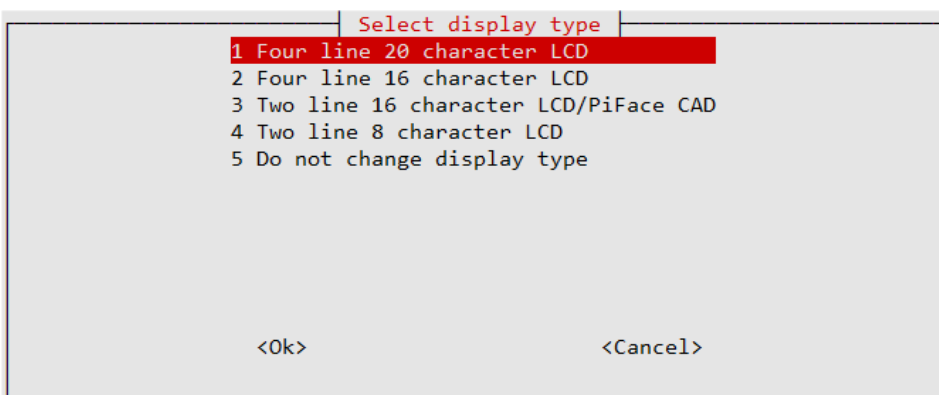 Select display type
1 Four line 20 character LCD
2 Four line 16 character LCD
3 Two line 16 character LCD/PiFace CAD
4 Two line 8 character LCD
5 Do not change display type
<Ok> <Cancel>